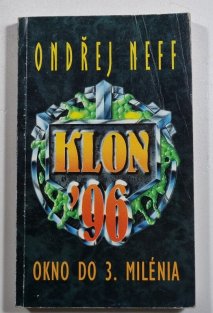 ONDŘEJ NEFF
KLON
'96
OKNO DO 3. MILÉNIA